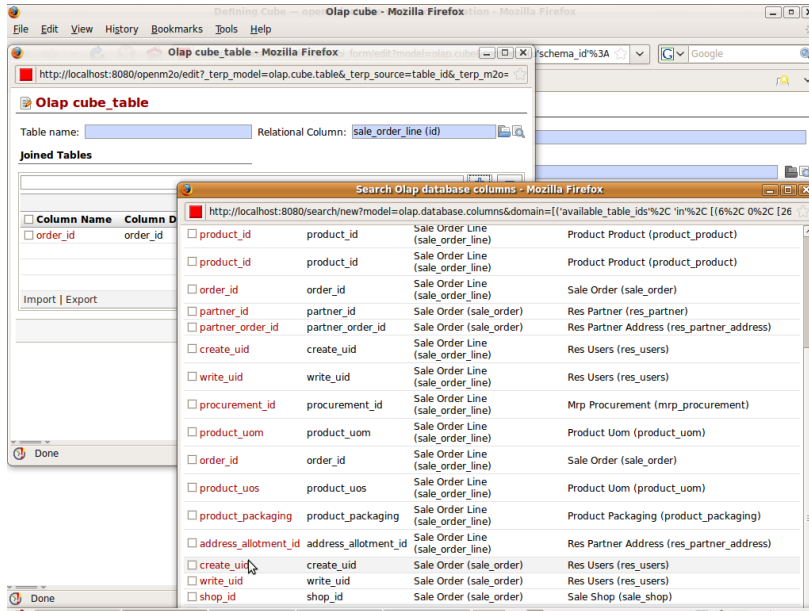 Defining Cube — ope
Olap cube - Mozilla Firefox
ion - Mozilla Firefox
File Edit View History Bookmarks Tools Help
Olap cube_table - Mozilla Firefox
'schema_id'%3A
Google
http://localhost:8080/openm2o/edit?_terp_model=olap.cube.table&_terp_source=table_id&_terp_m2o=
Olap cube_table
Table name:
Relational Column: sale_order_line (id)
Joined Tables
Search Olap database columns - Mozilla Firefox
http://localhost:8080/search/new?model=olap.database.columns&domain=[('available_table_ids'%2C 'in'%2C [(6%2C 0%2C [26
Column Name Column D
order_id order_id
Import | Export
Done
Done
product_id product_id Sale Order Line (sale_order_line) Product Product (product_product)
product_id product_id Sale Order Line (sale_order_line) Product Product (product_product)
order_id order_id Sale Order Line (sale_order_line) Sale Order (sale_order)
partner_id partner_id Sale Order (sale_order) Res Partner (res_partner)
partner_order_id partner_order_id Sale Order (sale_order) Res Partner Address (res_partner_address)
create_uid create_uid Sale Order Line (sale_order_line) Res Users (res_users)
write_uid write_uid Sale Order Line (sale_order_line) Res Users (res_users)
procurement_id procurement_id Sale Order Line (sale_order_line) Mrp Procurement (mrp_procurement)
product_uom product_uom Sale Order Line (sale_order_line) Product Uom (product_uom)
order_id order_id Sale Order Line (sale_order_line) Sale Order (sale_order)
product_uos product_uos Sale Order Line (sale_order_line) Product Uom (product_uom)
product_packaging product_packaging Sale Order Line (sale_order_line) Product Packaging (product_packaging)
address_allotment_id address_allotment_id Sale Order Line (sale_order_line) Res Partner Address (res_partner_address)
create_uid create_uid Sale Order (sale_order) Res Users (res_users)
write_uid write_uid Sale Order (sale_order) Res Users (res_users)
shop_id shop_id Sale Order (sale_order) Sale Shop (sale_shop)